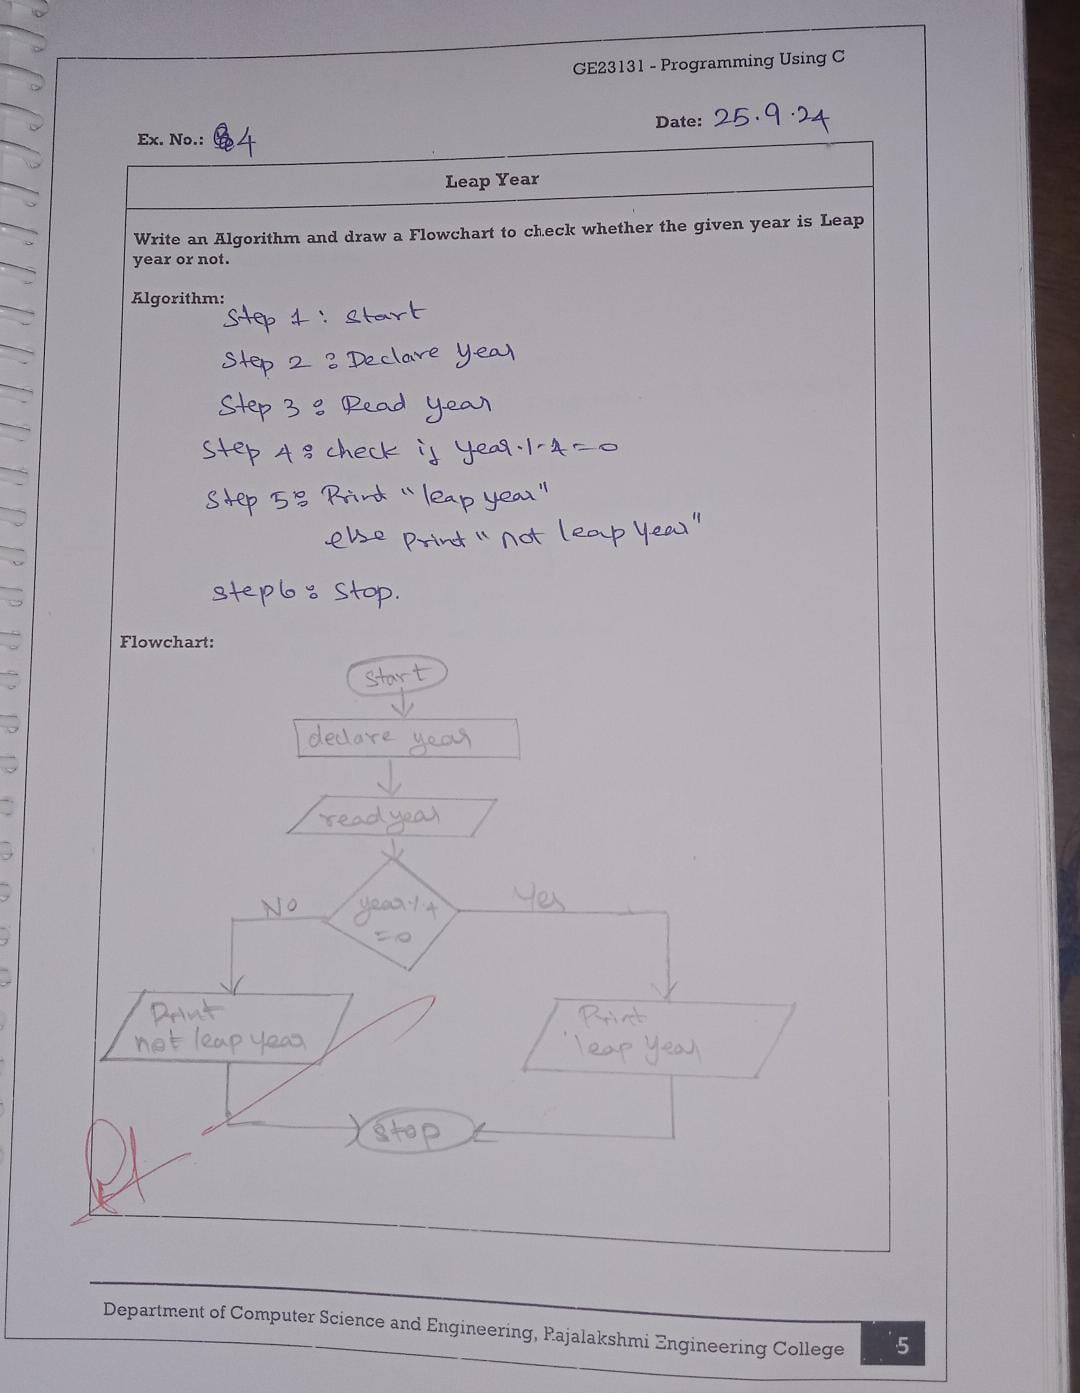 GE23131 - Programming Using C
Ex. No.: 4
Date: 25.9.24
Leap Year
Write an Algorithm and draw a Flowchart to check whether the given year is Leap
year or not.
Algorithm:
Step 1 : Start
Step 2 : Declare Year
Step 3 : Read year
Step 4 : check if year % 4 = 0
Step 5 : Print "leap year"
else print "not leap year"
step 6 : Stop.
Flowchart:
Start
declare year
read year
No
year % 4
= 0
Yes
Print
not leap year
Print
'leap year
Stop
Department of Computer Science and Engineering, Rajalakshmi Engineering College
5